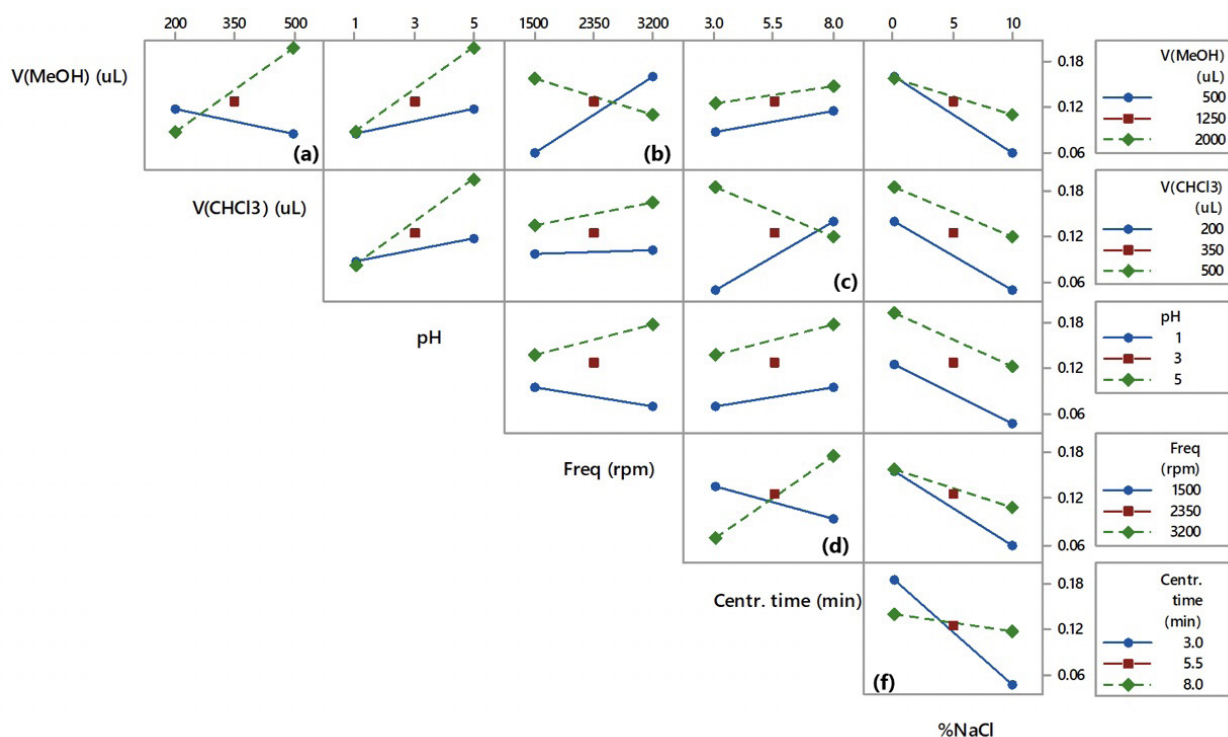 200 350 500 1 3 5 1500 2350 3200 3.0 5.5 8.0 0 5 10
V(MeOH) (uL)
(a)
(b)
0.18
0.12
0.06
V(MeOH)
(uL)
500
1250
2000
V(CHCl3) (uL)
(c)
0.18
0.12
0.06
V(CHCl3)
(uL)
200
350
500
pH
0.18
0.12
0.06
pH
1
3
5
Freq (rpm)
(d)
0.18
0.12
0.06
Freq
(rpm)
1500
2350
3200
Centr. time (min)
(f)
0.18
0.12
0.06
Centr.
time
(min)
3.0
5.5
8.0
%NaCl